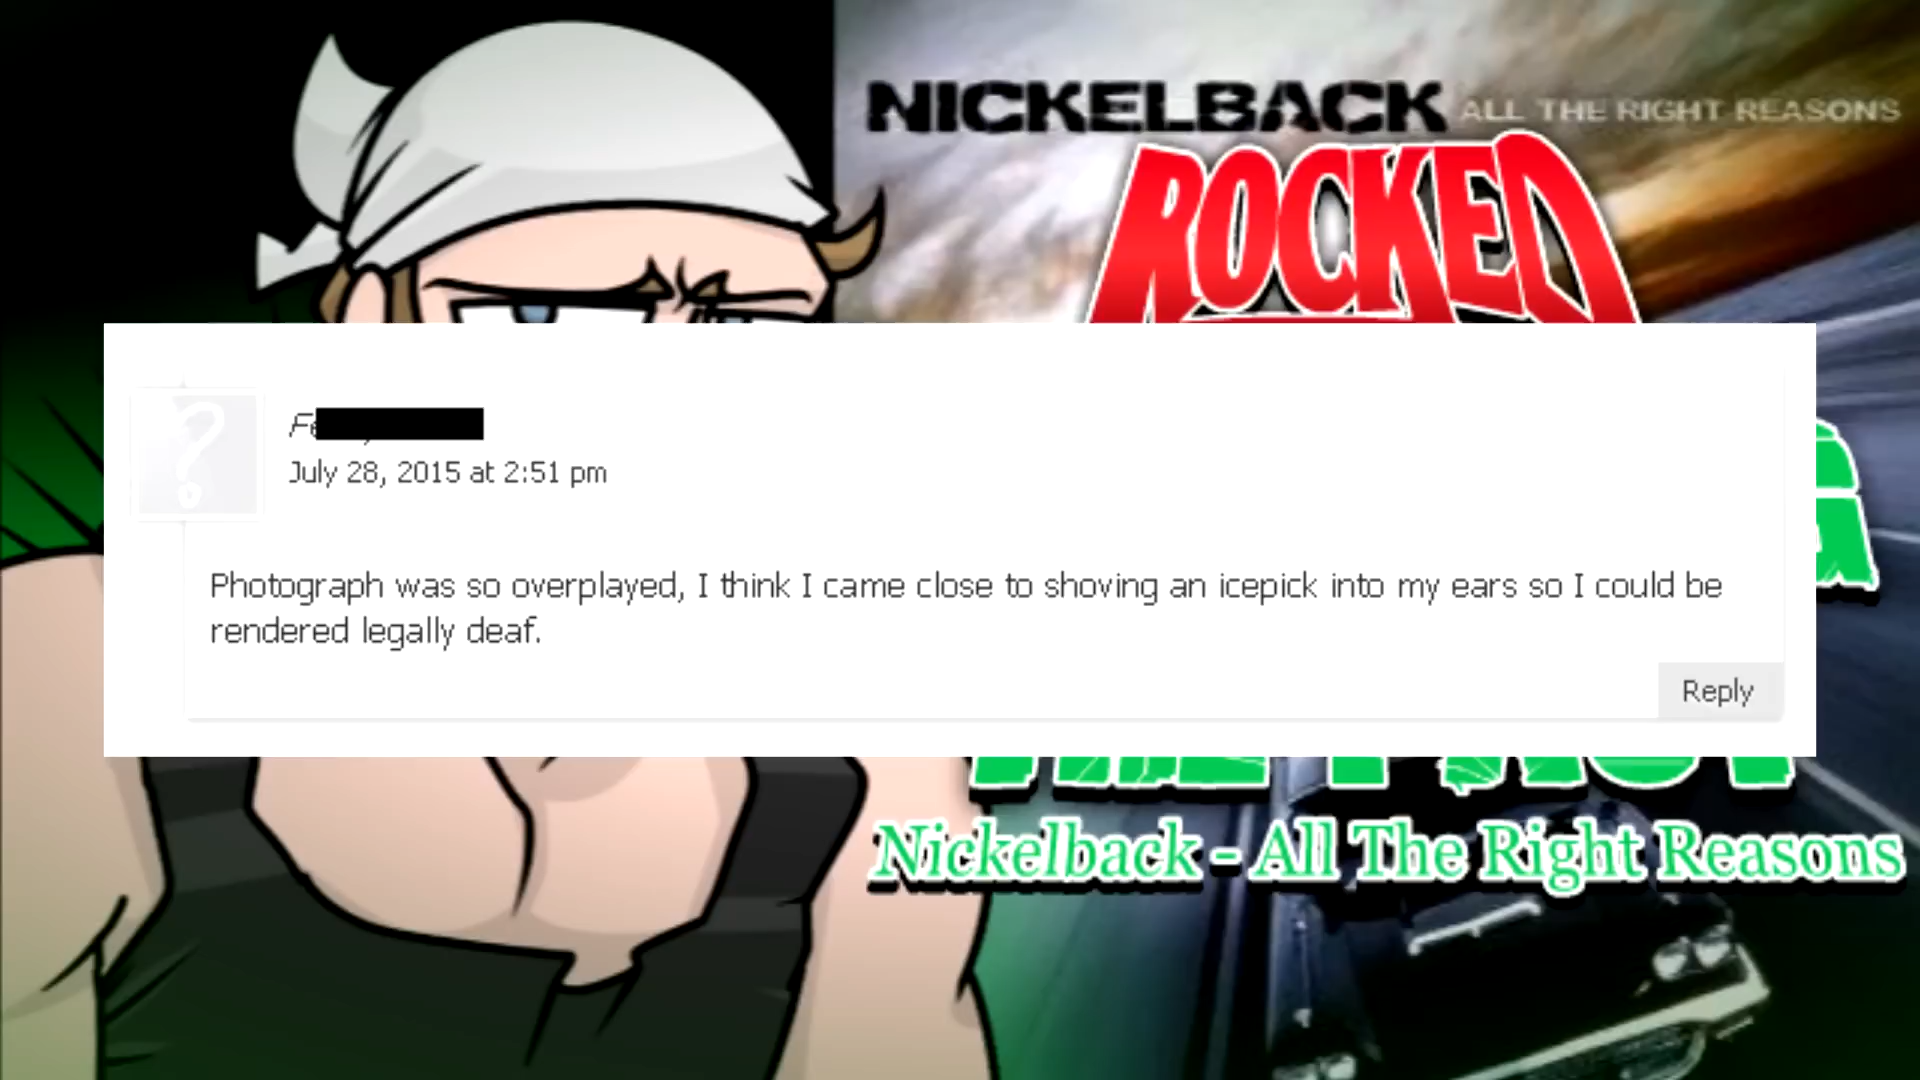 NICKELBACK ALL THE RIGHT REASONS
ROCKED
July 28, 2015 at 2:51 pm
Photograph was so overplayed, I think I came close to shoving an icepick into my ears so I could be
rendered legally deaf.
Reply
Nickelback - All The Right Reasons